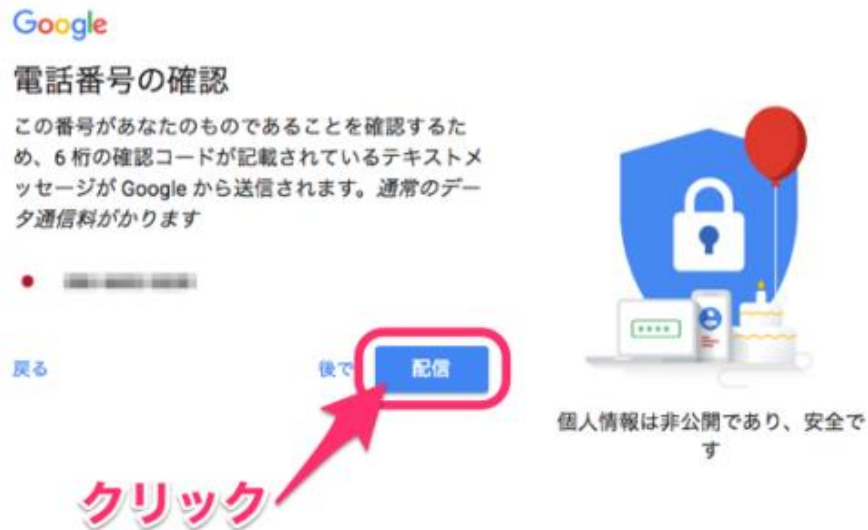 Google
電話番号の確認
この番号があなたのものであることを確認するた
め、6 桁の確認コードが記載されているテキストメ
ッセージが Google から送信されます。通常のデー
タ通信料がかります
戻る
後で
配信
個人情報は非公開であり、安全で
す
クリック